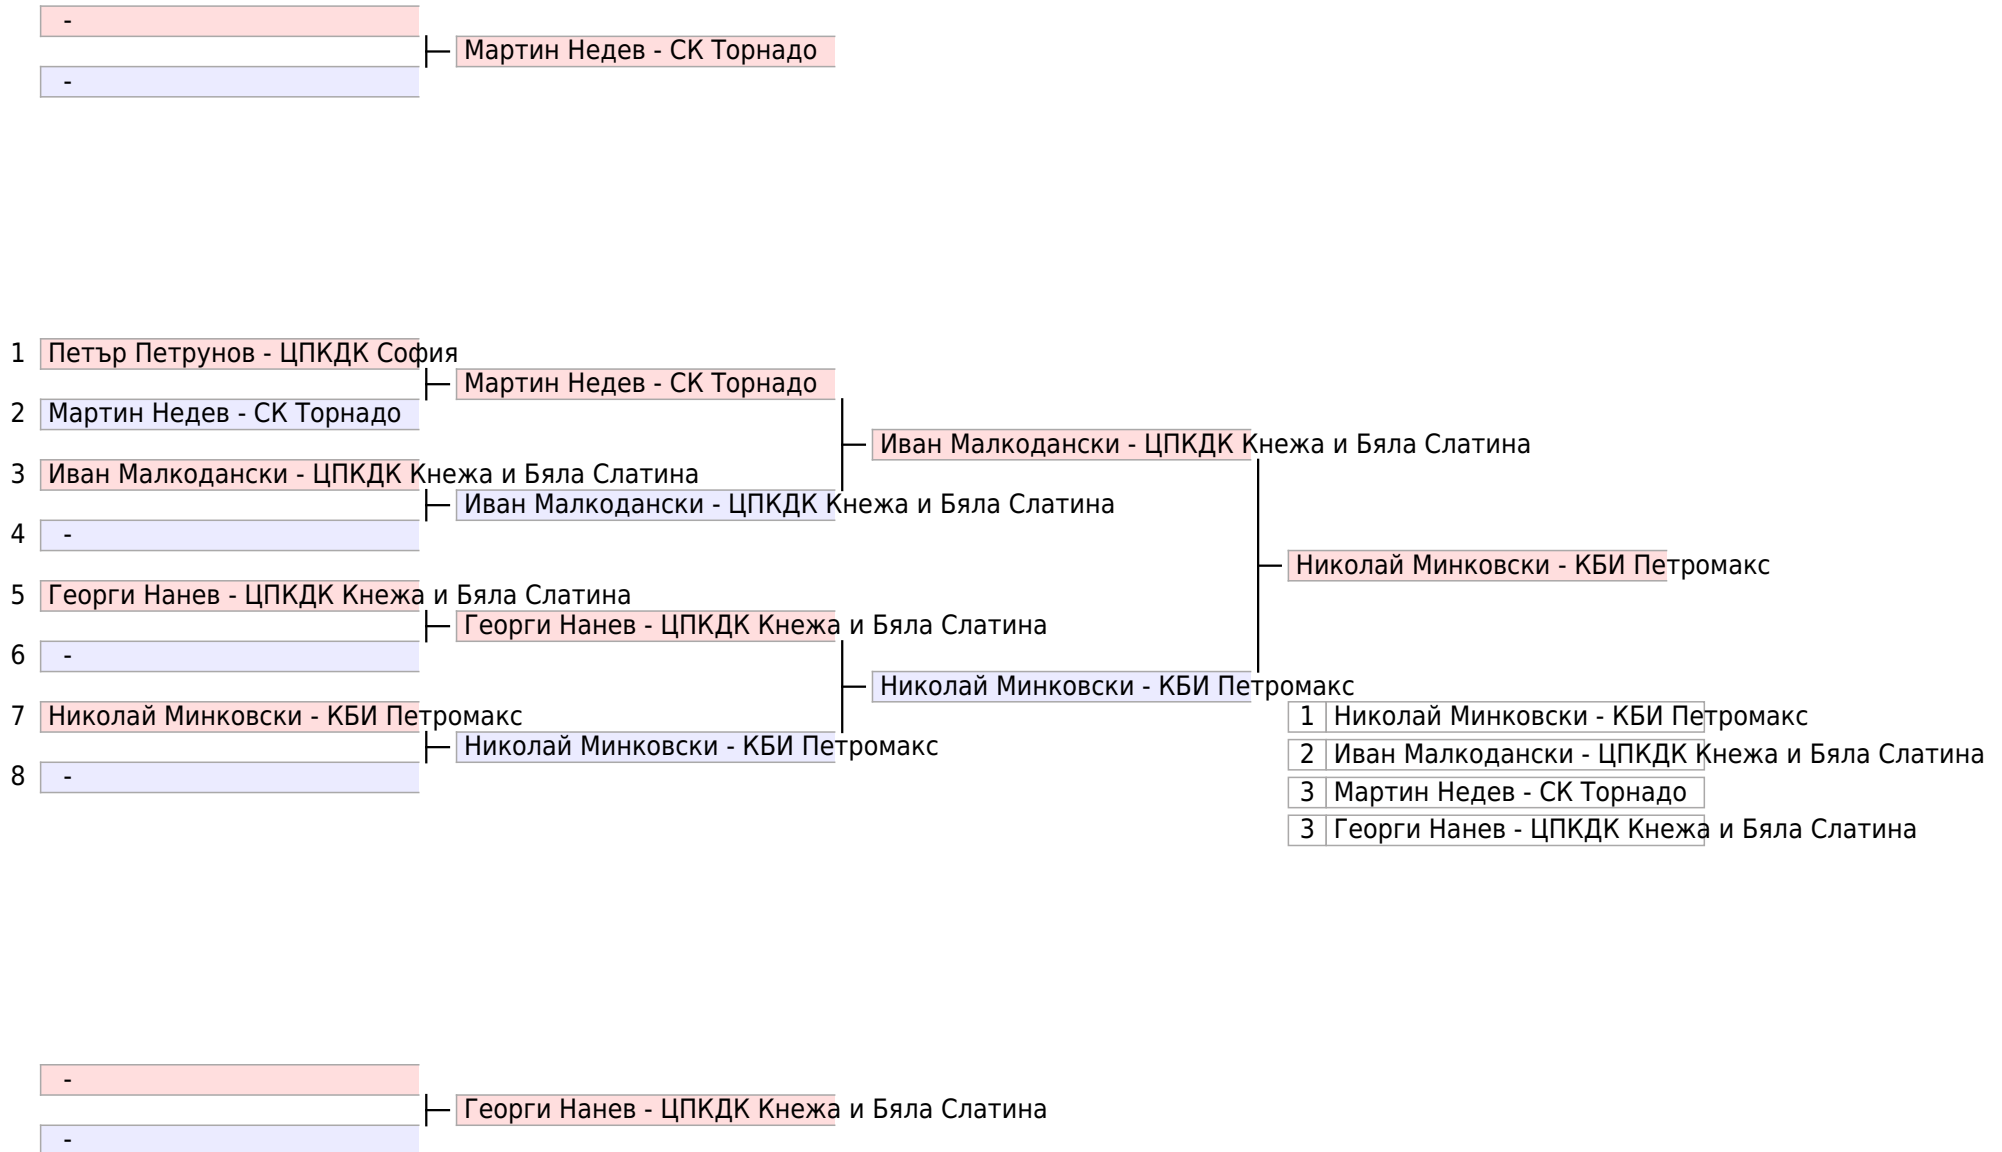 -
Мартин Недев - СК Торнадо
-
1 Петър Петрунов - ЦПКДК София
Мартин Недев - СК Торнадо
2 Мартин Недев - СК Торнадо
Иван Малкодански - ЦПКДК Кнежа и Бяла Слатина
3 Иван Малкодански - ЦПКДК Кнежа и Бяла Слатина
Иван Малкодански - ЦПКДК Кнежа и Бяла Слатина
4 -
Николай Минковски - КБИ Петромакс
5 Георги Нанев - ЦПКДК Кнежа и Бяла Слатина
Георги Нанев - ЦПКДК Кнежа и Бяла Слатина
6 -
Николай Минковски - КБИ Петромакс
7 Николай Минковски - КБИ Петромакс
Николай Минковски - КБИ Петромакс
8 -
1 Николай Минковски - КБИ Петромакс
2 Иван Малкодански - ЦПКДК Кнежа и Бяла Слатина
3 Мартин Недев - СК Торнадо
3 Георги Нанев - ЦПКДК Кнежа и Бяла Слатина
-
Георги Нанев - ЦПКДК Кнежа и Бяла Слатина
-